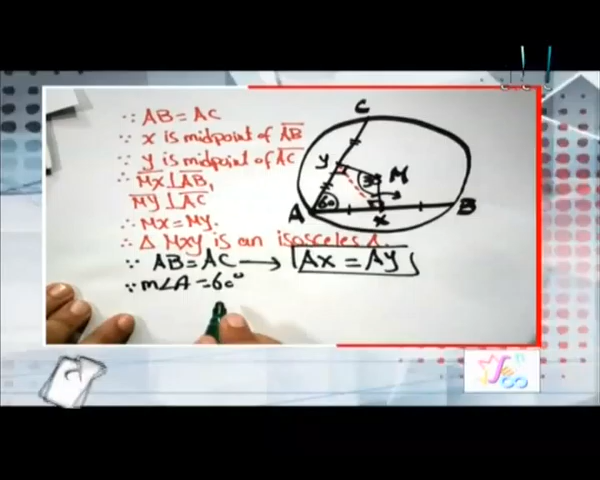 ∵ AB = AC
∵ x is midpoint of AB
∵ y is midpoint of AC
∵ MX ⊥ AB,
MY ⊥ AC
∴ MX = MY.
∴ Δ MXY is an isosceles Δ.
∵ AB = AC → AX = AY
∵ m∠A = 60°
C
y
M
60
A
x
B